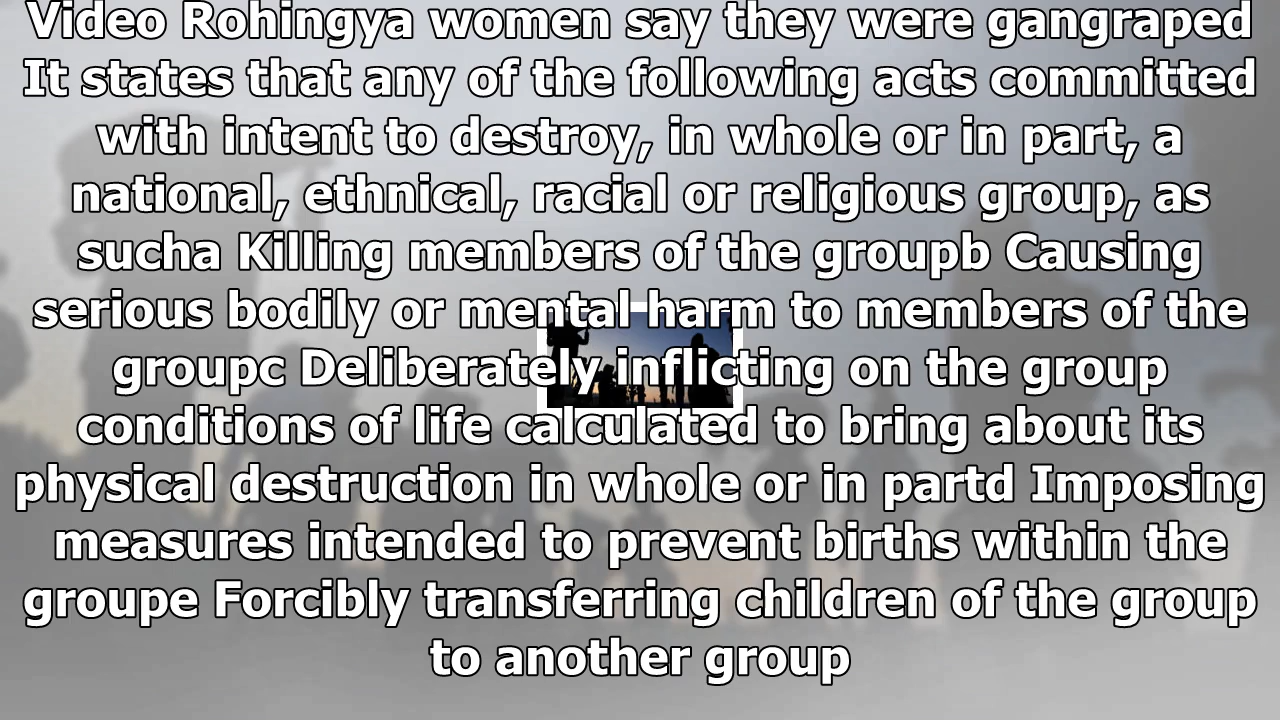 Video Rohingya women say they were gangraped
It states that any of the following acts committed
with intent to destroy, in whole or in part, a
national, ethnical, racial or religious group, as
sucha Killing members of the groupb Causing
serious bodily or mental harm to members of the
groupc Deliberately inflicting on the group
conditions of life calculated to bring about its
physical destruction in whole or in partd Imposing
measures intended to prevent births within the
groupe Forcibly transferring children of the group
to another group